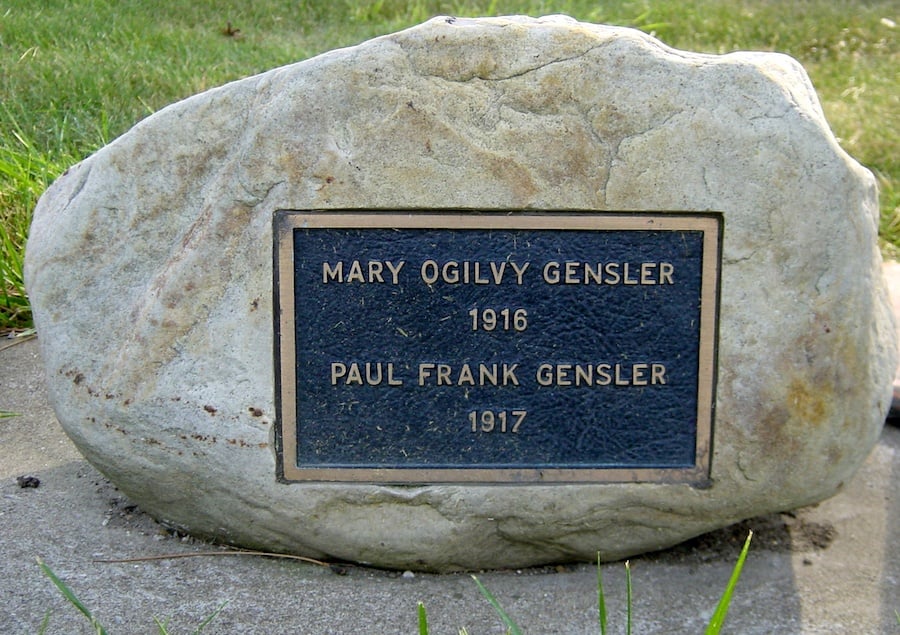 MARY OGILVY GENSLER
1916
PAUL FRANK GENSLER
1917